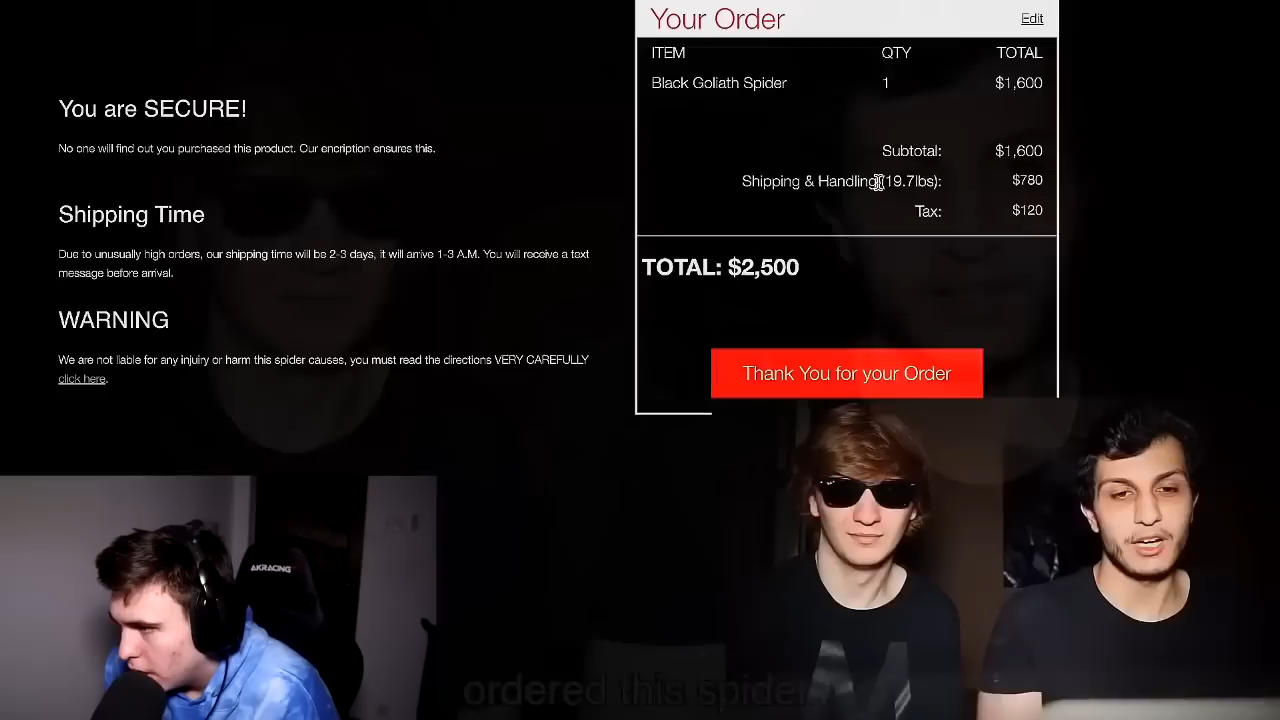 You are SECURE!
No one will find out you purchased this product. Our encription ensures this.
Shipping Time
Due to unusually high orders, our shipping time will be 2-3 days, it will arrive 1-3 A.M. You will receive a text
message before arrival.
WARNING
We are not liable for any injuiry or harm this spider causes, you must read the directions VERY CAREFULLY
click here.
Your Order Edit
ITEM QTY TOTAL
Black Goliath Spider 1 $1,600
Subtotal: $1,600
Shipping & Handling (19.7lbs): $780
Tax: $120
TOTAL: $2,500
Thank You for your Order
AKRACING
ordered this spider